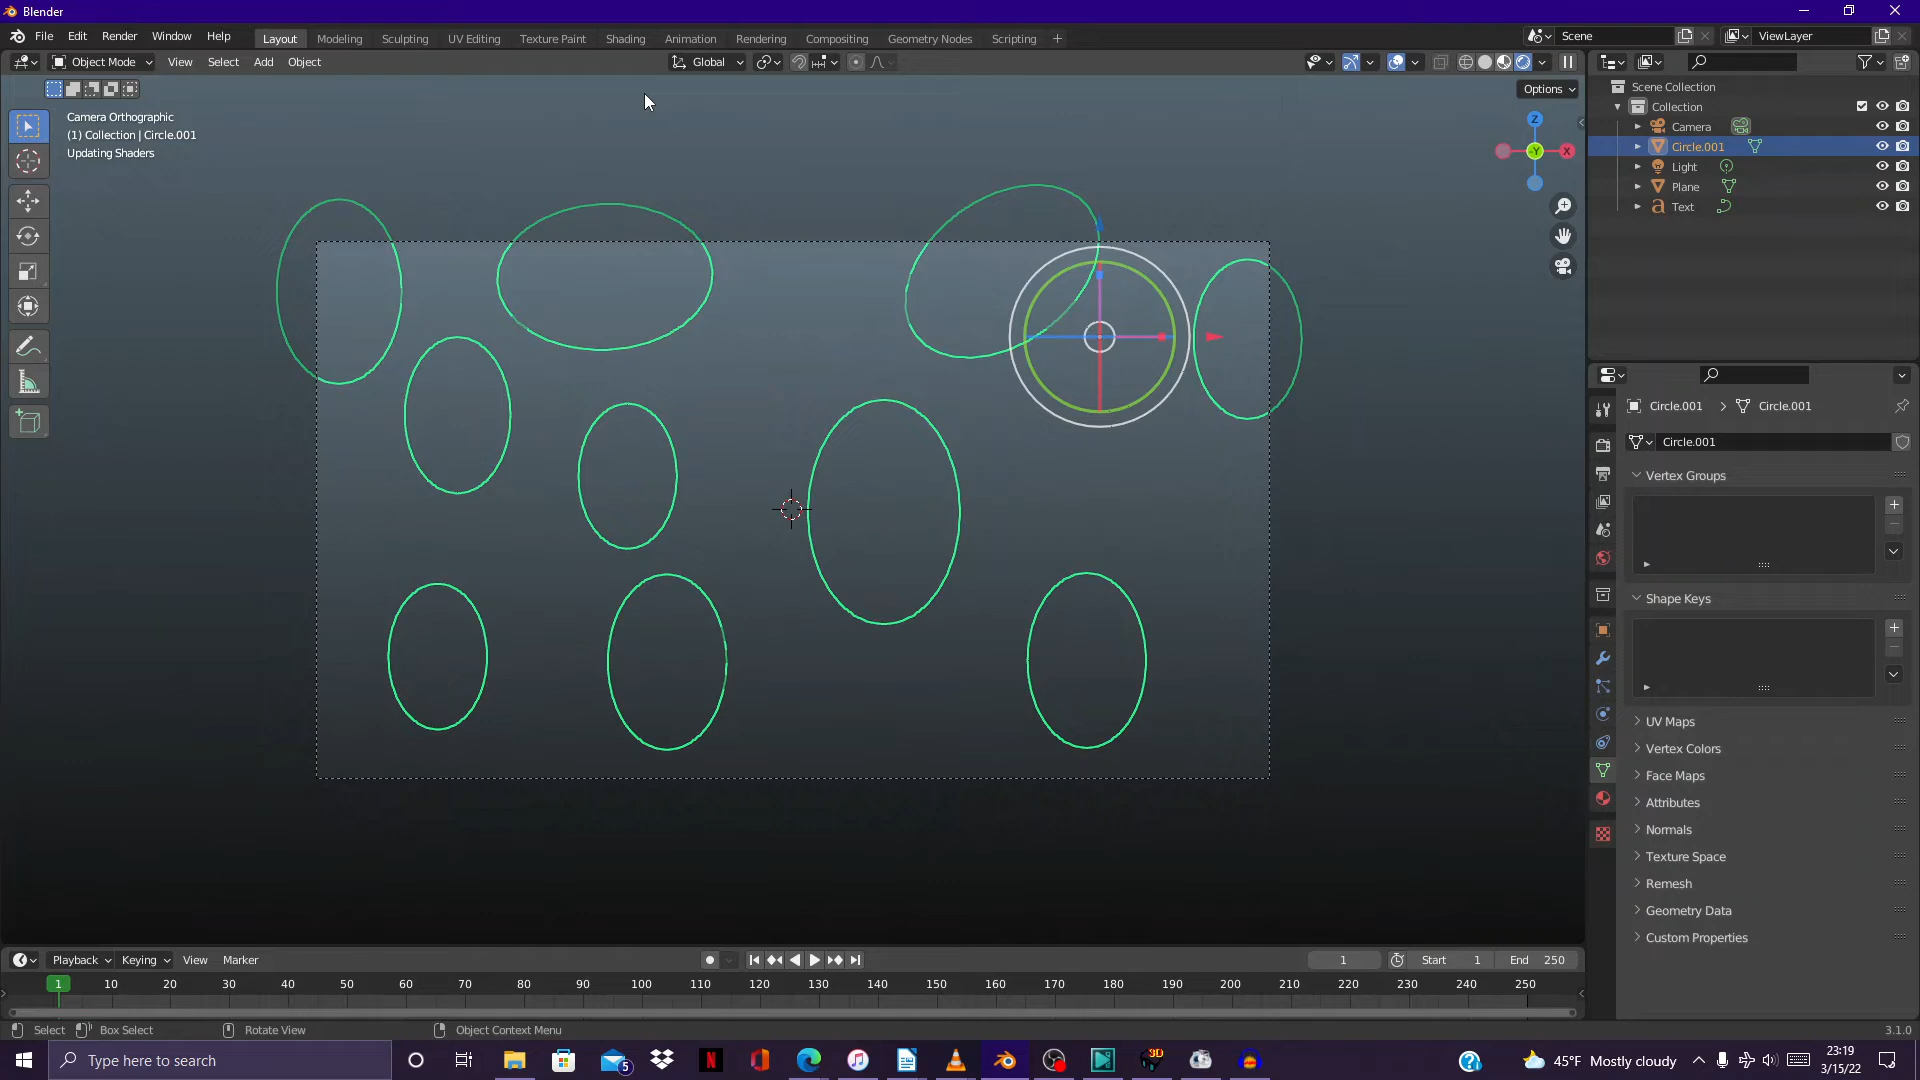 Blender
File Edit Render Window Help Layout Modeling Sculpting UV Editing Texture Paint Shading Animation Rendering Compositing Geometry Nodes Scripting + Scene ViewLayer
Object Mode View Select Add Object Global
Options
Camera Orthographic
(1) Collection | Circle.001
Updating Shaders
Z
-Y
X
Scene Collection
Collection
Camera
Circle.001
Light
Plane
Text
Circle.001 > Circle.001
Circle.001
Vertex Groups
Shape Keys
UV Maps
Vertex Colors
Face Maps
Attributes
Normals
Texture Space
Remesh
Geometry Data
Custom Properties
Playback Keying View Marker 1 Start 1 End 250
1 10 20 30 40 50 60 70 80 90 100 110 120 130 140 150 160 170 180 190 200 210 220 230 240 250
Select Box Select Rotate View Object Context Menu 3.1.0
Type here to search 5 3D 45°F Mostly cloudy 23:19
3/15/22